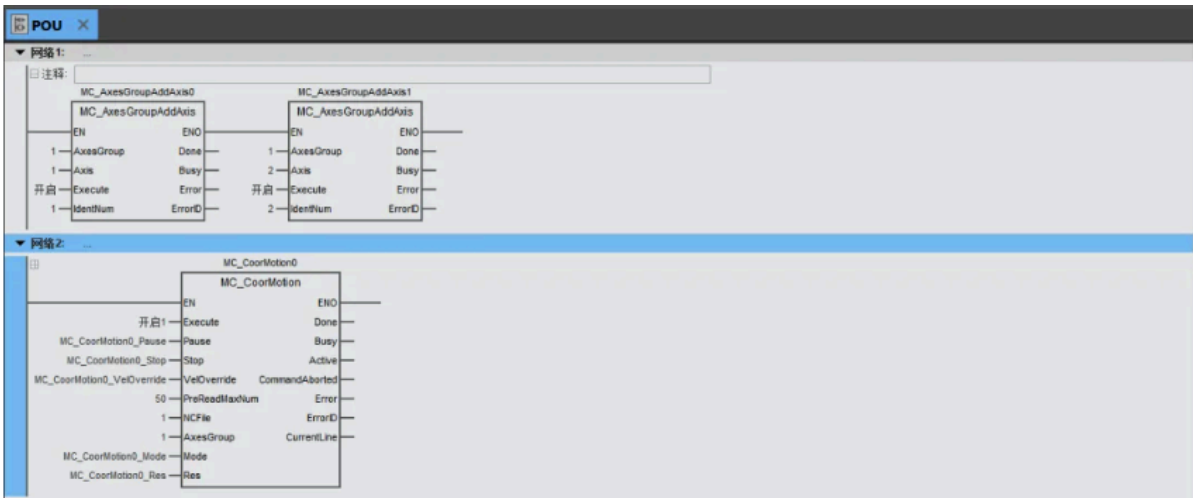 POU
网络1: ...
注释:
MC_AxesGroupAddAxis0 MC_AxesGroupAddAxis1
MC_AxesGroupAddAxis MC_AxesGroupAddAxis
EN ENO EN ENO
1 AxesGroup Done 1 AxesGroup Done
1 Axis Busy 2 Axis Busy
开启 Execute Error 开启 Execute Error
1 IdentNum ErrorID 2 IdentNum ErrorID
网络2: ...
MC_CoorMotion0
MC_CoorMotion
EN ENO
开启1 Execute Done
MC_CoorMotion0_Pause Pause Busy
MC_CoorMotion0_Stop Stop Active
MC_CoorMotion0_VelOverride VelOverride CommandAborted
50 PreReadMaxNum Error
1 NCFile ErrorID
1 AxesGroup CurrentLine
MC_CoorMotion0_Mode Mode
MC_CoorMotion0_Res Res